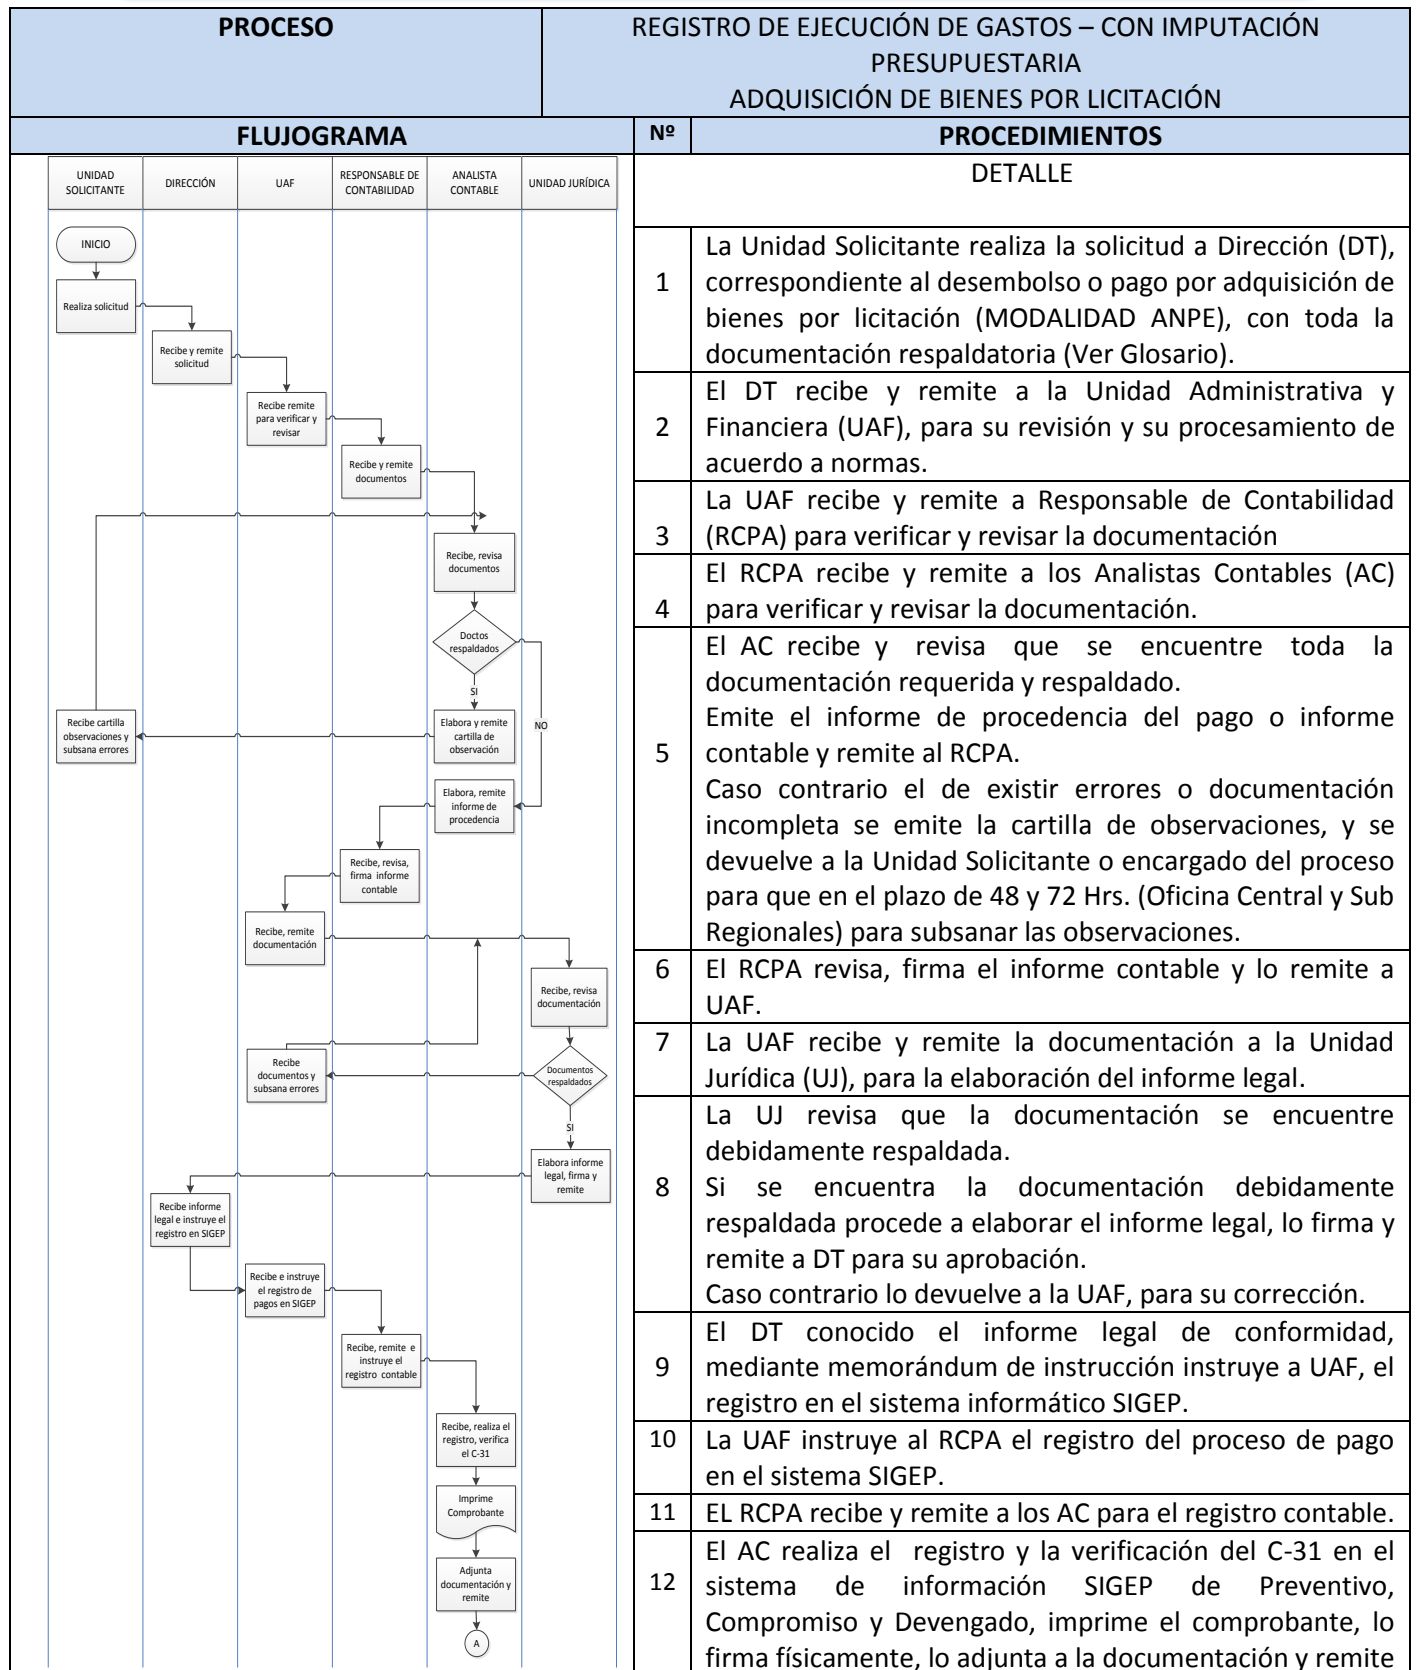 PROCESO
REGISTRO DE EJECUCIÓN DE GASTOS – CON IMPUTACIÓN
PRESUPUESTARIA
ADQUISICIÓN DE BIENES POR LICITACIÓN
FLUJOGRAMA
Nº
PROCEDIMIENTOS
UNIDAD
SOLICITANTE
DIRECCIÓN
UAF
RESPONSABLE DE
CONTABILIDAD
ANALISTA
CONTABLE
UNIDAD JURÍDICA
INICIO
Realiza solicitud
Recibe y remite
solicitud
Recibe remite
para verificar y
revisar
Recibe y remite
documentos
Recibe, revisa
documentos
Doctos
respaldados
SI
NO
Recibe cartilla
observaciones y
subsana errores
Elabora y remite
cartilla de
observación
Elabora, remite
informe de
procedencia
Recibe, revisa,
firma informe
contable
Recibe, remite
documentación
Recibe, revisa
documentación
Recibe
documentos y
subsana errores
Documentos
respaldados
SI
Elabora informe
legal, firma y
remite
Recibe informe
legal e instruye el
registro en SIGEP
Recibe e instruye
el registro de
pagos en SIGEP
Recibe, remite e
instruye el
registro contable
Recibe, realiza el
registro, verifica
el C-31
Imprime
Comprobante
Adjunta
documentación y
remite
A
DETALLE
1
La Unidad Solicitante realiza la solicitud a Dirección (DT),
correspondiente al desembolso o pago por adquisición de
bienes por licitación (MODALIDAD ANPE), con toda la
documentación respaldatoria (Ver Glosario).
2
El DT recibe y remite a la Unidad Administrativa y
Financiera (UAF), para su revisión y su procesamiento de
acuerdo a normas.
3
La UAF recibe y remite a Responsable de Contabilidad
(RCPA) para verificar y revisar la documentación
4
El RCPA recibe y remite a los Analistas Contables (AC)
para verificar y revisar la documentación.
5
El AC recibe y revisa que se encuentre toda la
documentación requerida y respaldado.
Emite el informe de procedencia del pago o informe
contable y remite al RCPA.
Caso contrario el de existir errores o documentación
incompleta se emite la cartilla de observaciones, y se
devuelve a la Unidad Solicitante o encargado del proceso
para que en el plazo de 48 y 72 Hrs. (Oficina Central y Sub
Regionales) para subsanar las observaciones.
6
El RCPA revisa, firma el informe contable y lo remite a
UAF.
7
La UAF recibe y remite la documentación a la Unidad
Jurídica (UJ), para la elaboración del informe legal.
8
La UJ revisa que la documentación se encuentre
debidamente respaldada.
Si se encuentra la documentación debidamente
respaldada procede a elaborar el informe legal, lo firma y
remite a DT para su aprobación.
Caso contrario lo devuelve a la UAF, para su corrección.
9
El DT conocido el informe legal de conformidad,
mediante memorándum de instrucción instruye a UAF, el
registro en el sistema informático SIGEP.
10
La UAF instruye al RCPA el registro del proceso de pago
en el sistema SIGEP.
11
EL RCPA recibe y remite a los AC para el registro contable.
12
El AC realiza el registro y la verificación del C-31 en el
sistema de información SIGEP de Preventivo,
Compromiso y Devengado, imprime el comprobante, lo
firma físicamente, lo adjunta a la documentación y remite